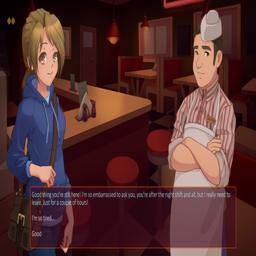 Good thing you're still here! I'm so embarrassed to ask you, you're after the night shift and all, but I really need to
leave. Just for a couple of hours!
I'm so tired...
Good